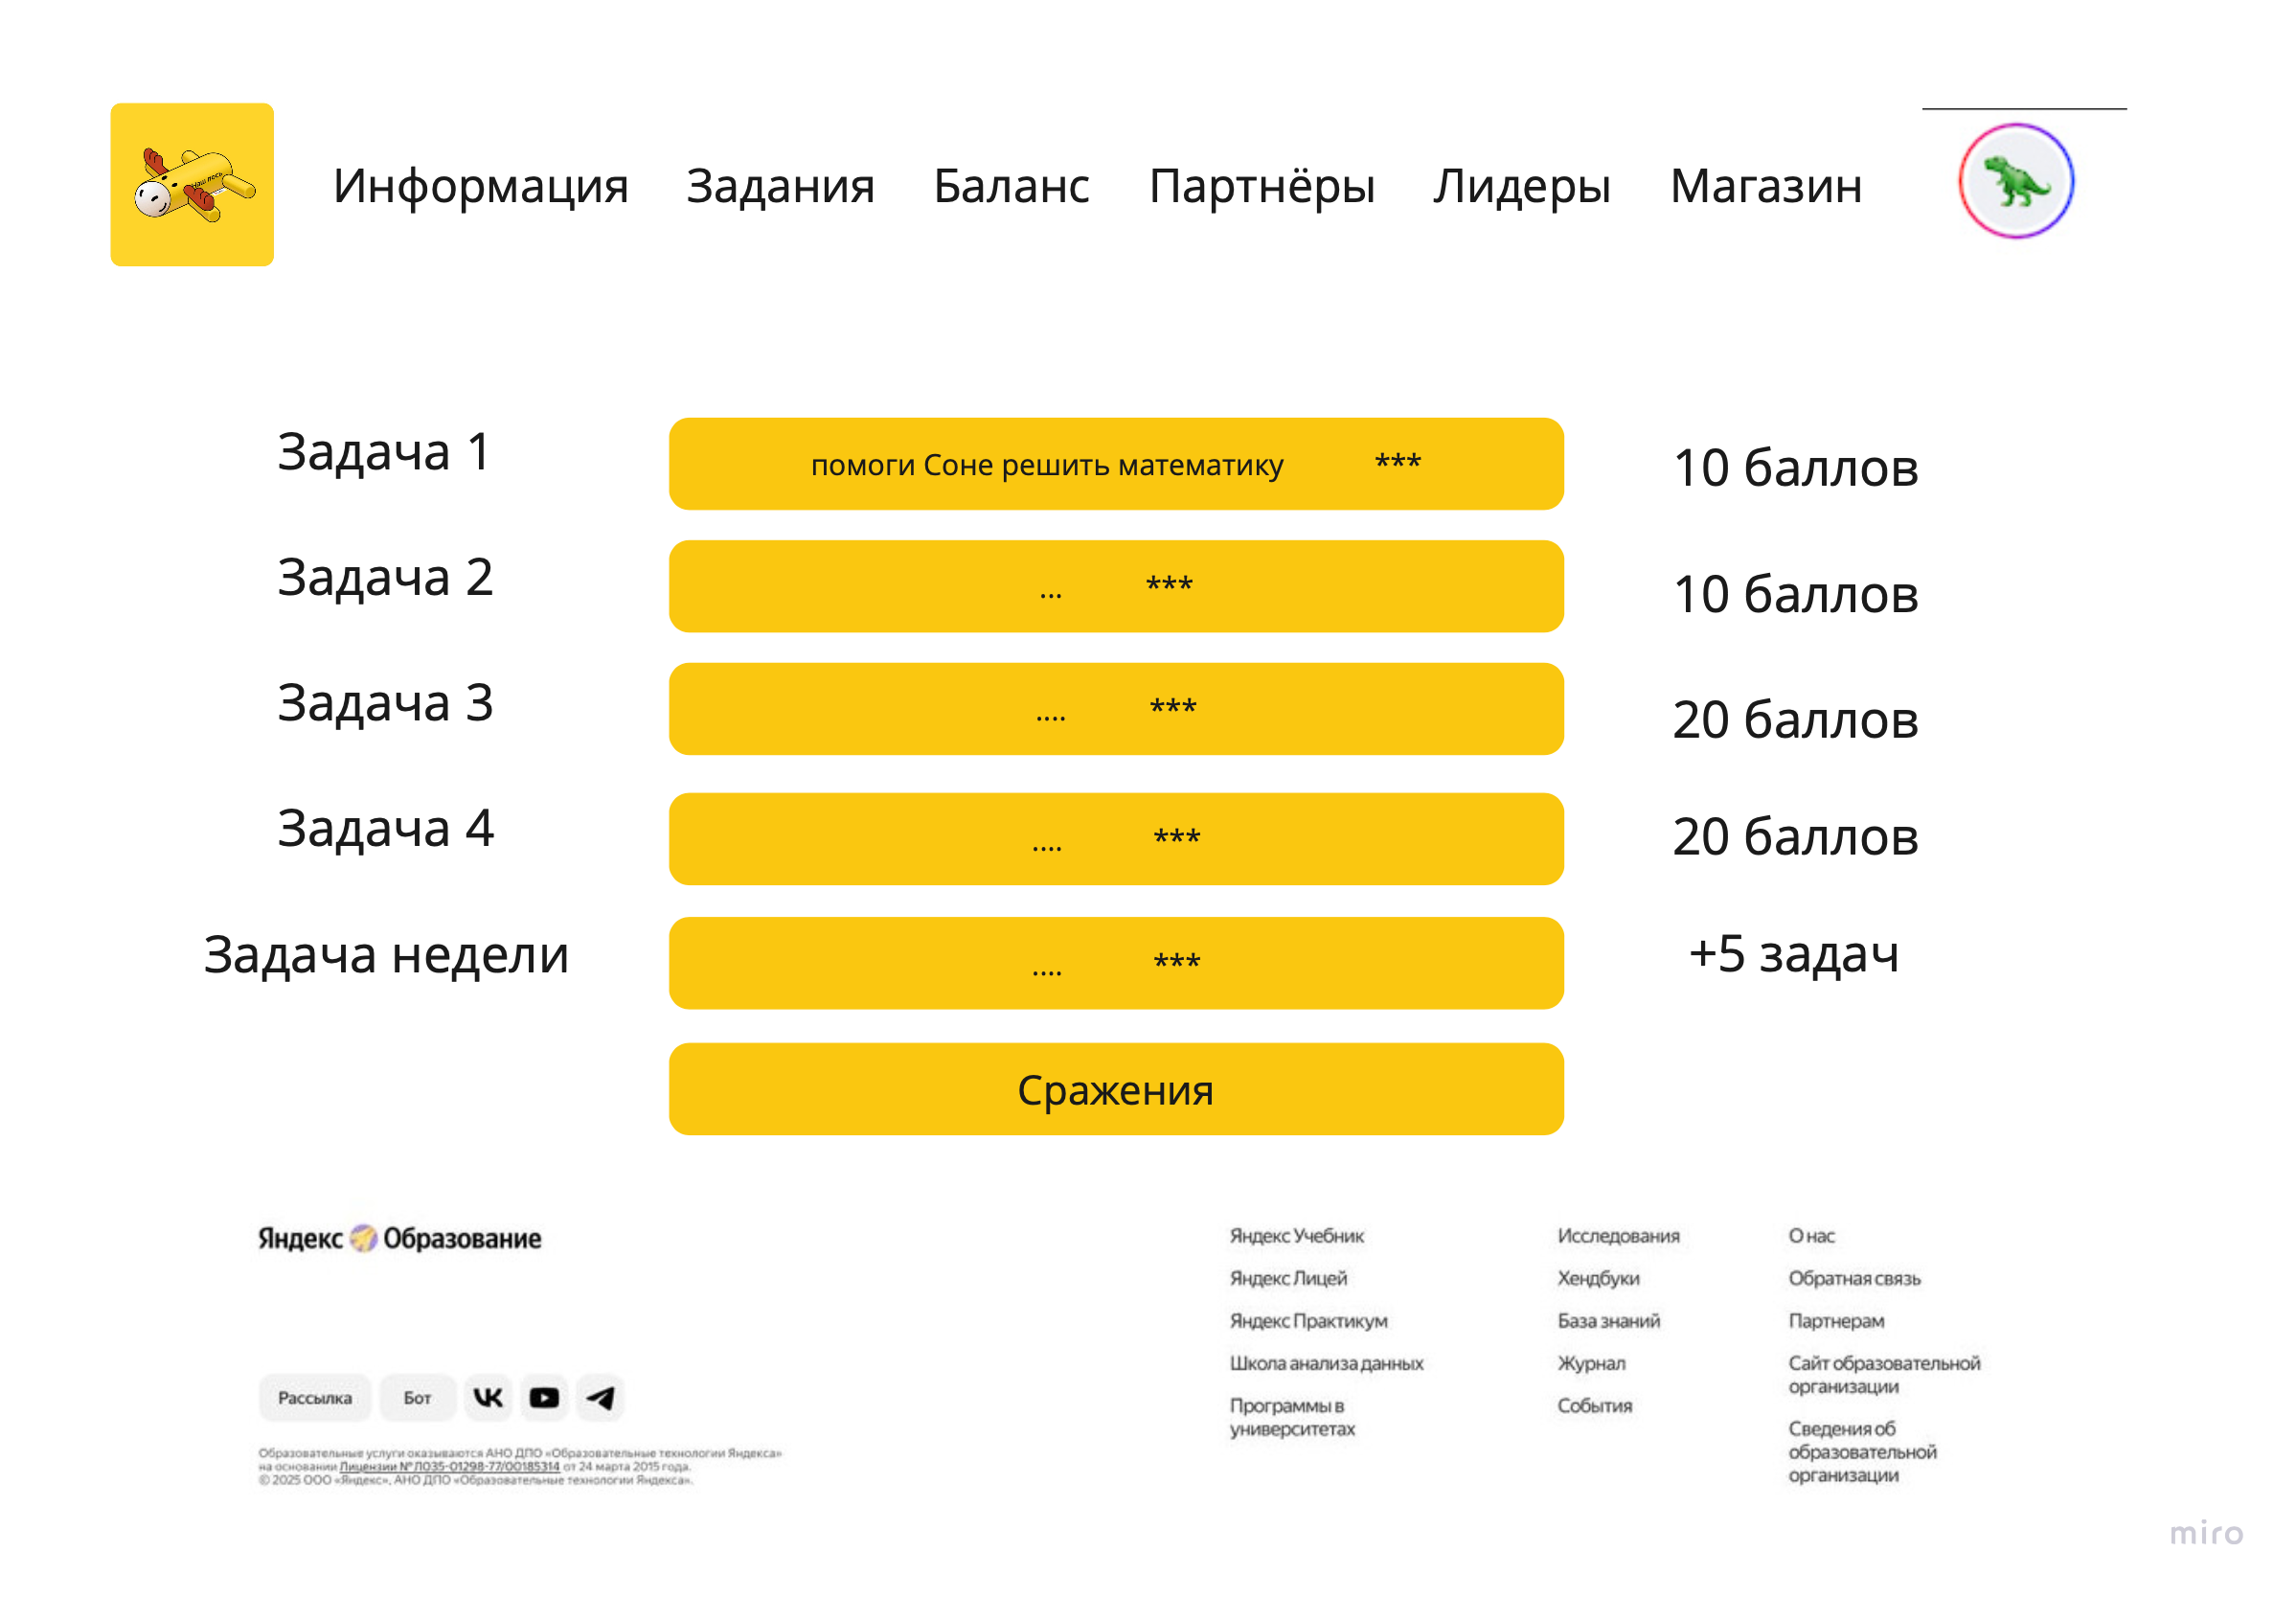 Наш лось
Информация Задания Баланс Партнёры Лидеры Магазин
Задача 1 помоги Соне решить математику *** 10 баллов
Задача 2 ... *** 10 баллов
Задача 3 .... *** 20 баллов
Задача 4 .... *** 20 баллов
Задача недели .... *** +5 задач
Сражения
Яндекс Образование
Рассылка Бот
Образовательные услуги оказываются АНО ДПО «Образовательные технологии Яндекса»
на основании Лицензии № Л035-01298-77/00185314 от 24 марта 2015 года.
© 2025 ООО «Яндекс», АНО ДПО «Образовательные технологии Яндекса».
Яндекс Учебник
Яндекс Лицей
Яндекс Практикум
Школа анализа данных
Программы в
университетах
Исследования
Хендбуки
База знаний
Журнал
События
О нас
Обратная связь
Партнерам
Сайт образовательной
организации
Сведения об
образовательной
организации
miro